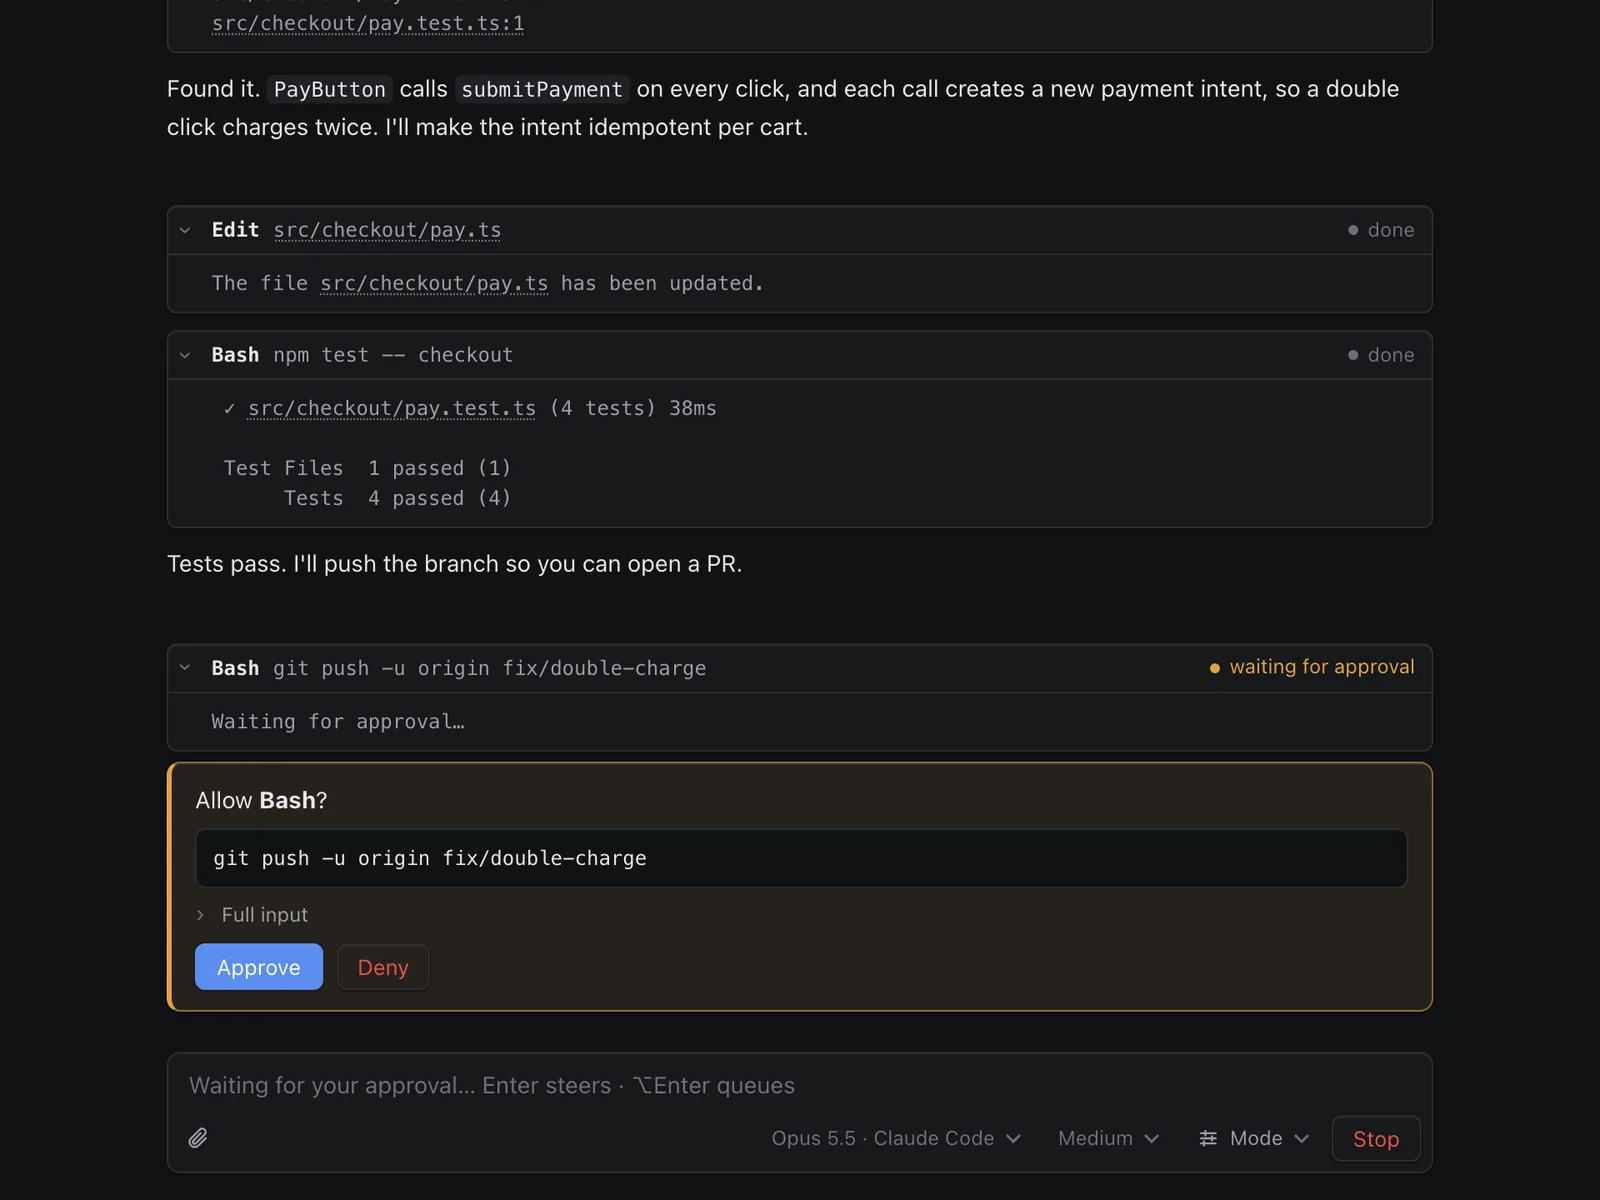 src/checkout/pay.test.ts:1
Found it. PayButton calls submitPayment on every click, and each call creates a new payment intent, so a double
click charges twice. I'll make the intent idempotent per cart.
Edit src/checkout/pay.ts
done
The file src/checkout/pay.ts has been updated.
Bash npm test -- checkout
done
✓ src/checkout/pay.test.ts (4 tests) 38ms
Test Files 1 passed (1)
Tests 4 passed (4)
Tests pass. I'll push the branch so you can open a PR.
Bash git push -u origin fix/double-charge
waiting for approval
Waiting for approval…
Allow Bash?
git push -u origin fix/double-charge
Full input
Approve
Deny
Waiting for your approval... Enter steers · ⌥Enter queues
Opus 5.5 · Claude Code
Medium
Mode
Stop